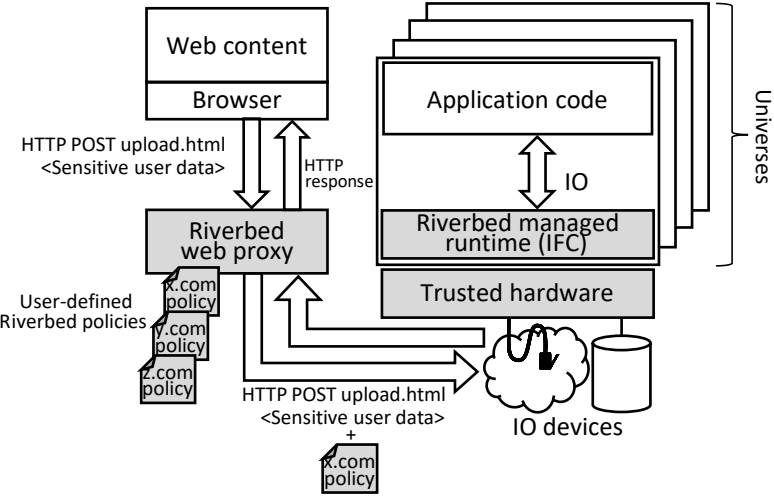 Web content
Browser
HTTP POST upload.html
<Sensitive user data>
HTTP
response
Riverbed
web proxy
User-defined
Riverbed policies
x.com
policy
y.com
policy
z.com
policy
HTTP POST upload.html
<Sensitive user data>
+
x.com
policy
Application code
IO
Riverbed managed
runtime (IFC)
Trusted hardware
IO devices
Universes